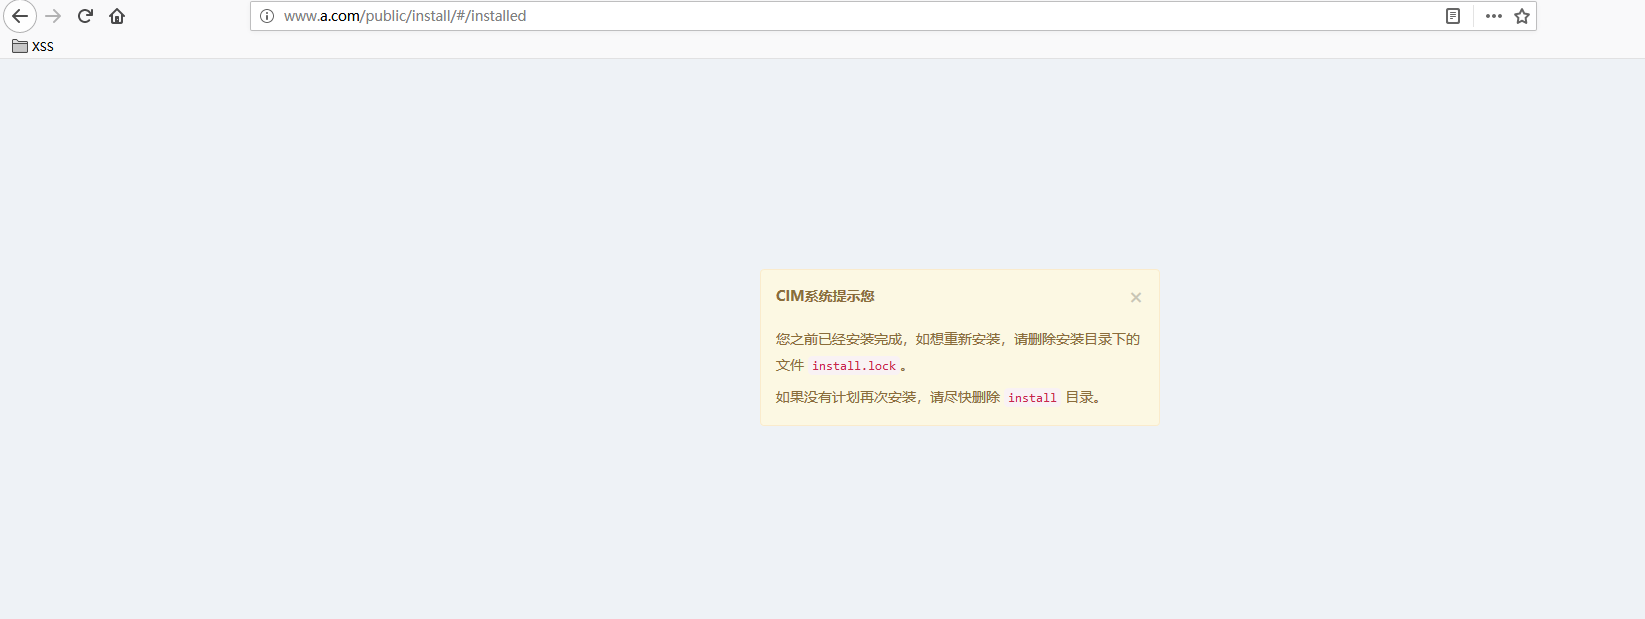 www.a.com/public/install/#/installed
XSS
CIM系统提示您
您之前已经安装完成，如想重新安装，请删除安装目录下的
文件 install.lock 。
如果没有计划再次安装，请尽快删除 install 目录。